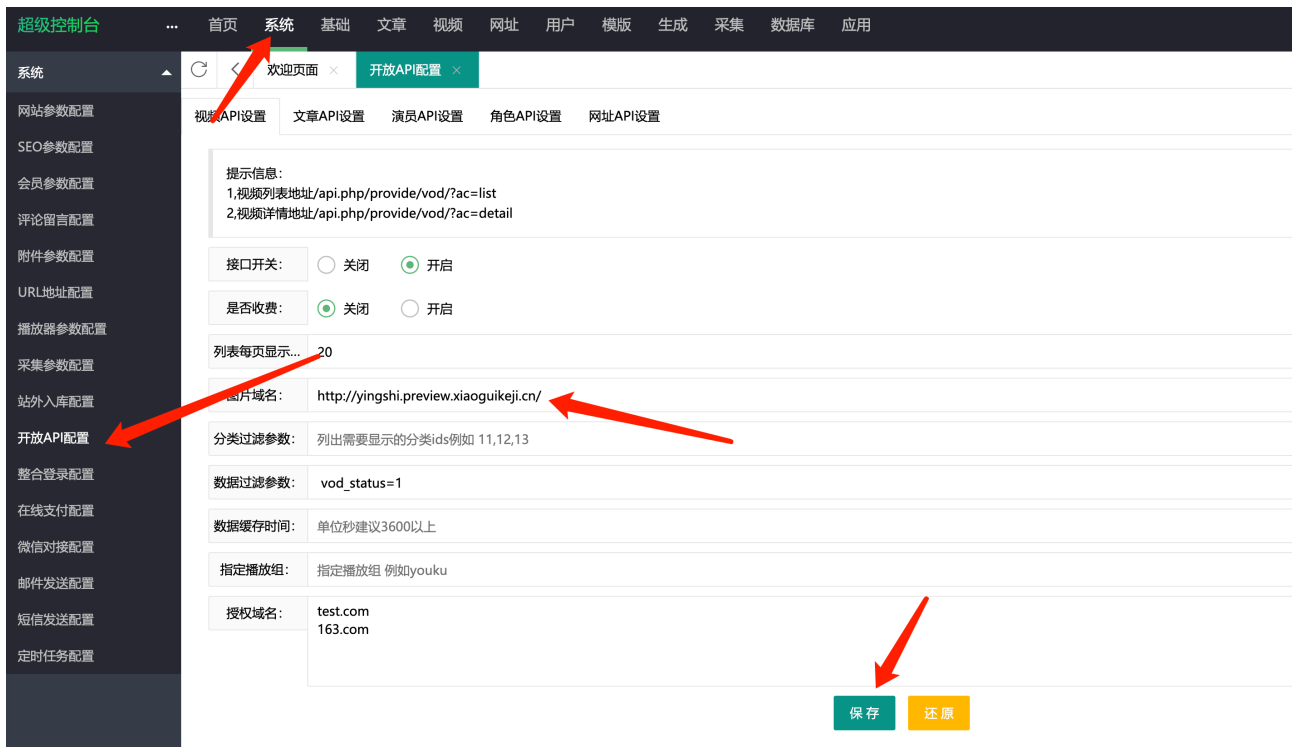 超级控制台 ... 首页 系统 基础 文章 视频 网址 用户 模版 生成 采集 数据库 应用
系统
欢迎页面 × 开放API配置 ×
网站参数配置
SEO参数配置
会员参数配置
评论留言配置
附件参数配置
URL地址配置
播放器参数配置
采集参数配置
站外入库配置
开放API配置
整合登录配置
在线支付配置
微信对接配置
邮件发送配置
短信发送配置
定时任务配置
视频API设置 文章API设置 演员API设置 角色API设置 网址API设置
提示信息:
1,视频列表地址/api.php/provide/vod/?ac=list
2,视频详情地址/api.php/provide/vod/?ac=detail
接口开关: 关闭 开启
是否收费: 关闭 开启
列表每页显示... 20
图片域名: http://yingshi.preview.xiaoguikeji.cn/
分类过滤参数: 列出需要显示的分类ids例如 11,12,13
数据过滤参数: vod_status=1
数据缓存时间: 单位秒建议3600以上
指定播放组: 指定播放组 例如youku
授权域名: test.com
163.com
保存 还原